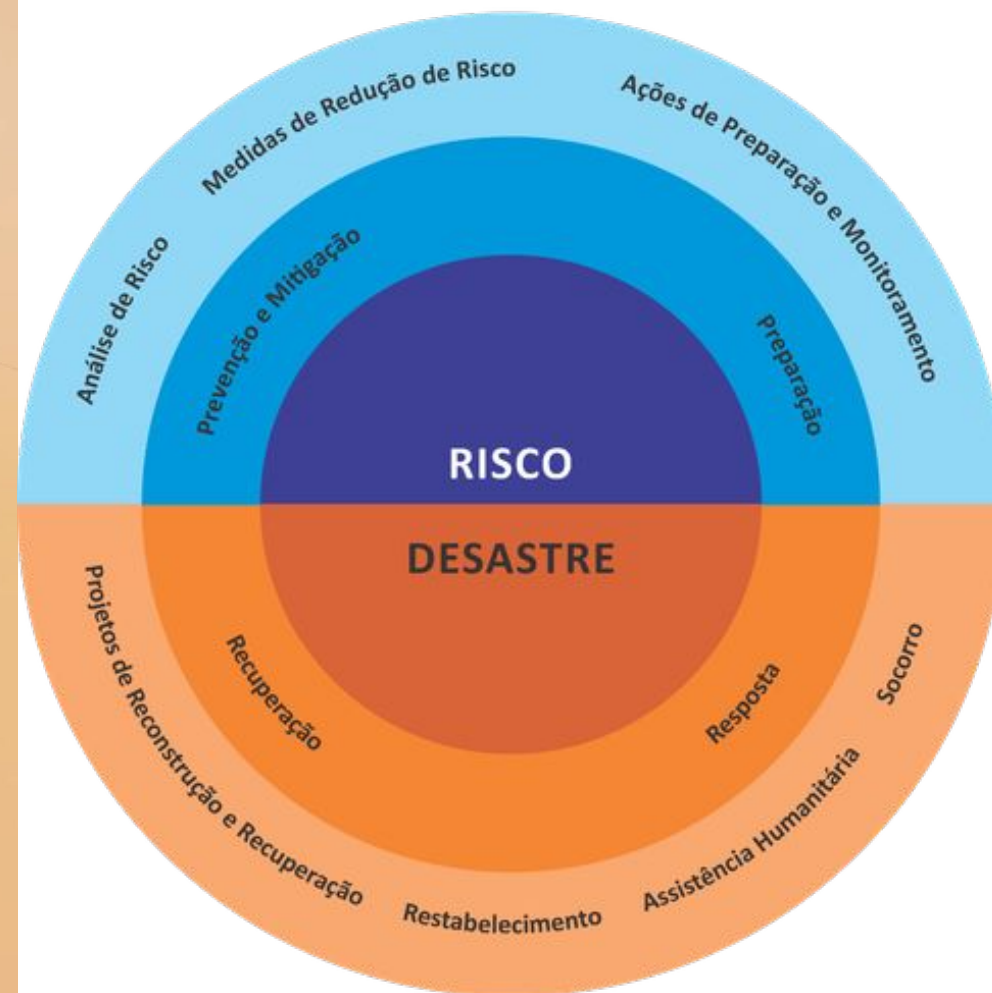 Análise de Risco
Medidas de Redução de Risco
Ações de Preparação e Monitoramento
Prevenção e Mitigação
Preparação
RISCO
DESASTRE
Recuperação
Resposta
Projetos de Reconstrução e Recuperação
Restabelecimento
Assistência Humanitária
Socorro